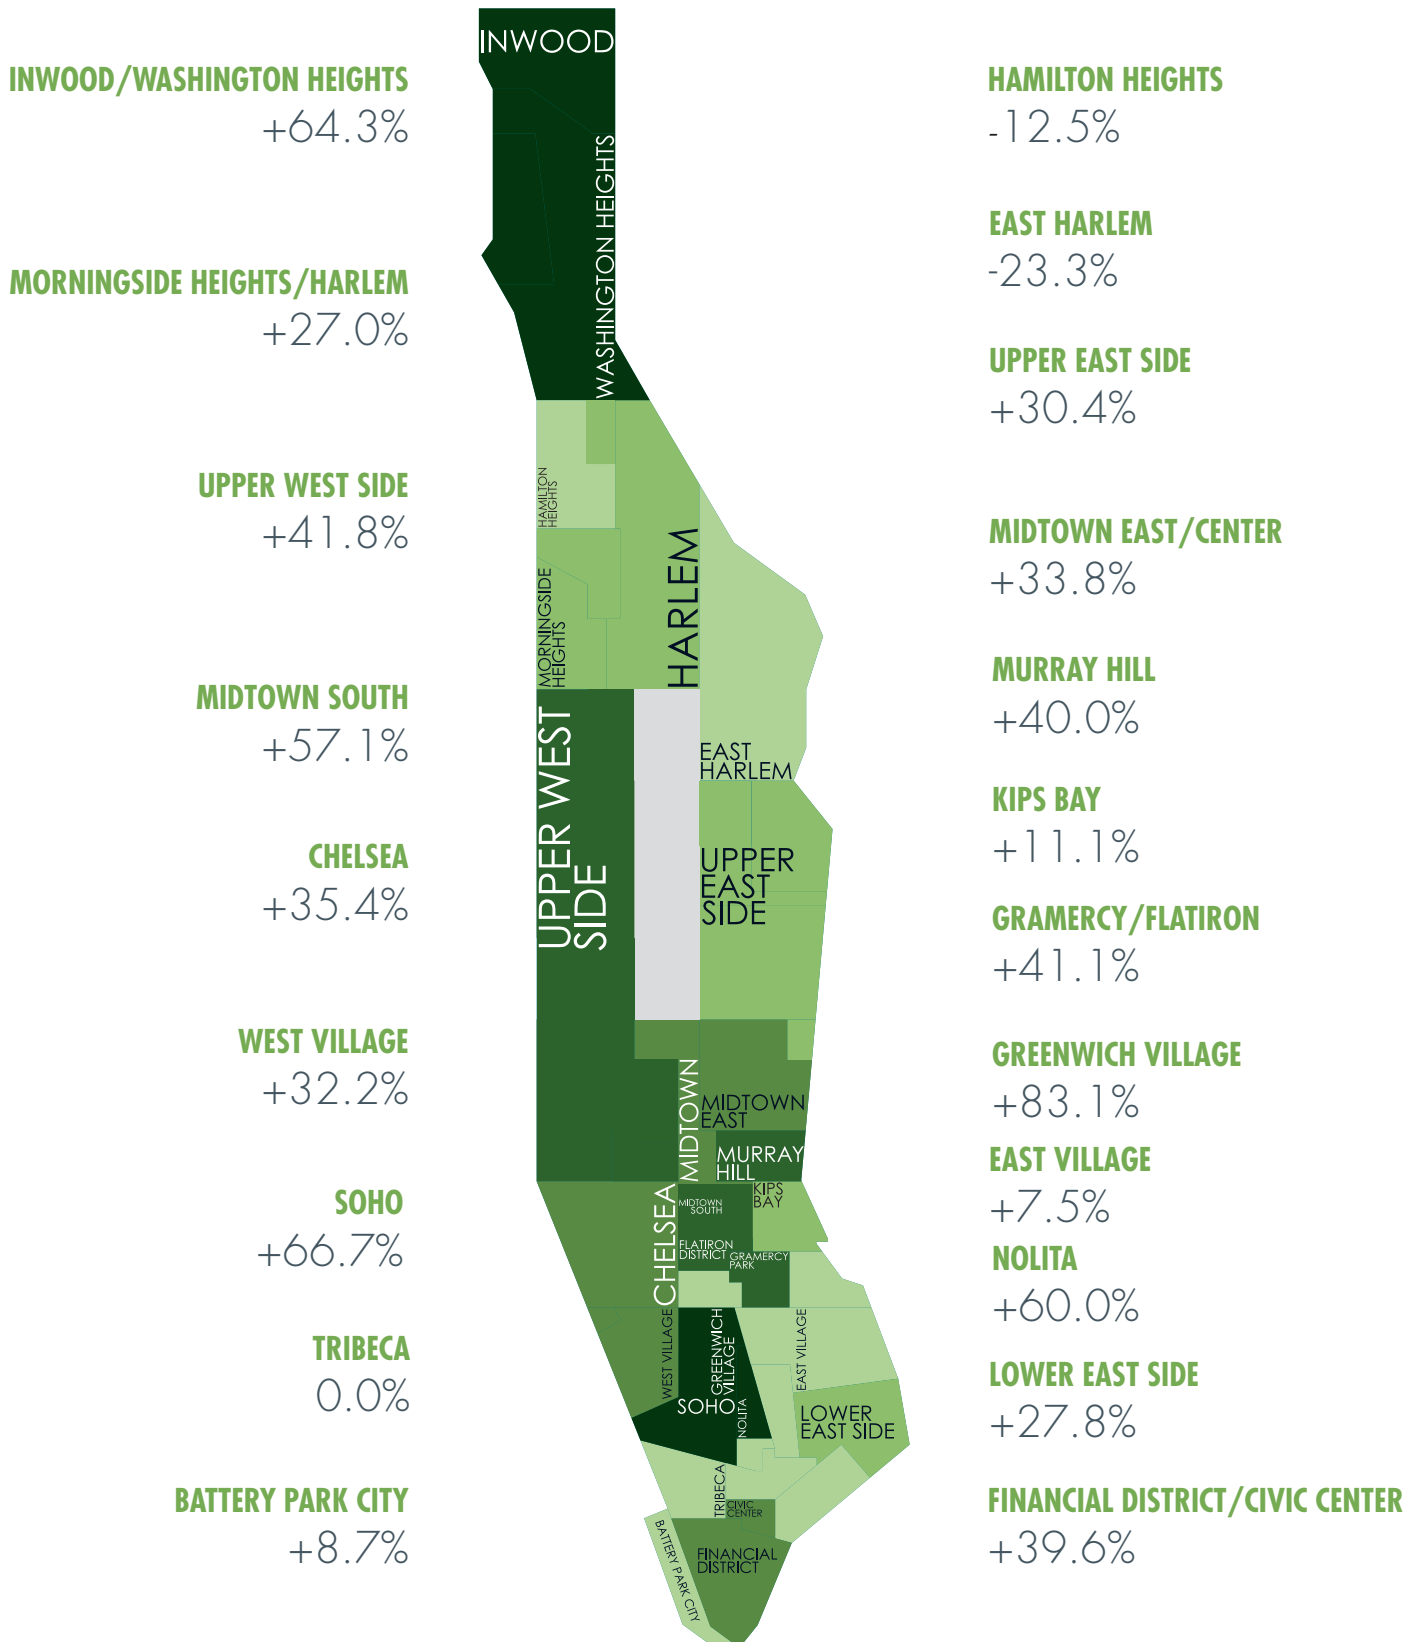 INWOOD/WASHINGTON HEIGHTS
+64.3%
MORNINGSIDE HEIGHTS/HARLEM
+27.0%
UPPER WEST SIDE
+41.8%
MIDTOWN SOUTH
+57.1%
CHELSEA
+35.4%
WEST VILLAGE
+32.2%
SOHO
+66.7%
TRIBECA
0.0%
BATTERY PARK CITY
+8.7%
INWOOD
WASHINGTON HEIGHTS
HAMILTON
HEIGHTS
HARLEM
MORNINGSIDE
HEIGHTS
UPPER WEST
SIDE
EAST
HARLEM
UPPER
EAST
SIDE
MIDTOWN
MIDTOWN
EAST
MURRAY
HILL
CHELSEA
MIDTOWN
SOUTH
KIPS
BAY
FLATIRON
DISTRICT
GRAMERCY
PARK
WEST VILLAGE
GREENWICH
VILLAGE
EAST VILLAGE
SOHO
NOLITA
LOWER
EAST SIDE
TRIBECA
CIVIC
CENTER
BATTERY PARK CITY
FINANCIAL
DISTRICT
HAMILTON HEIGHTS
-12.5%
EAST HARLEM
-23.3%
UPPER EAST SIDE
+30.4%
MIDTOWN EAST/CENTER
+33.8%
MURRAY HILL
+40.0%
KIPS BAY
+11.1%
GRAMERCY/FLATIRON
+41.1%
GREENWICH VILLAGE
+83.1%
EAST VILLAGE
+7.5%
NOLITA
+60.0%
LOWER EAST SIDE
+27.8%
FINANCIAL DISTRICT/CIVIC CENTER
+39.6%